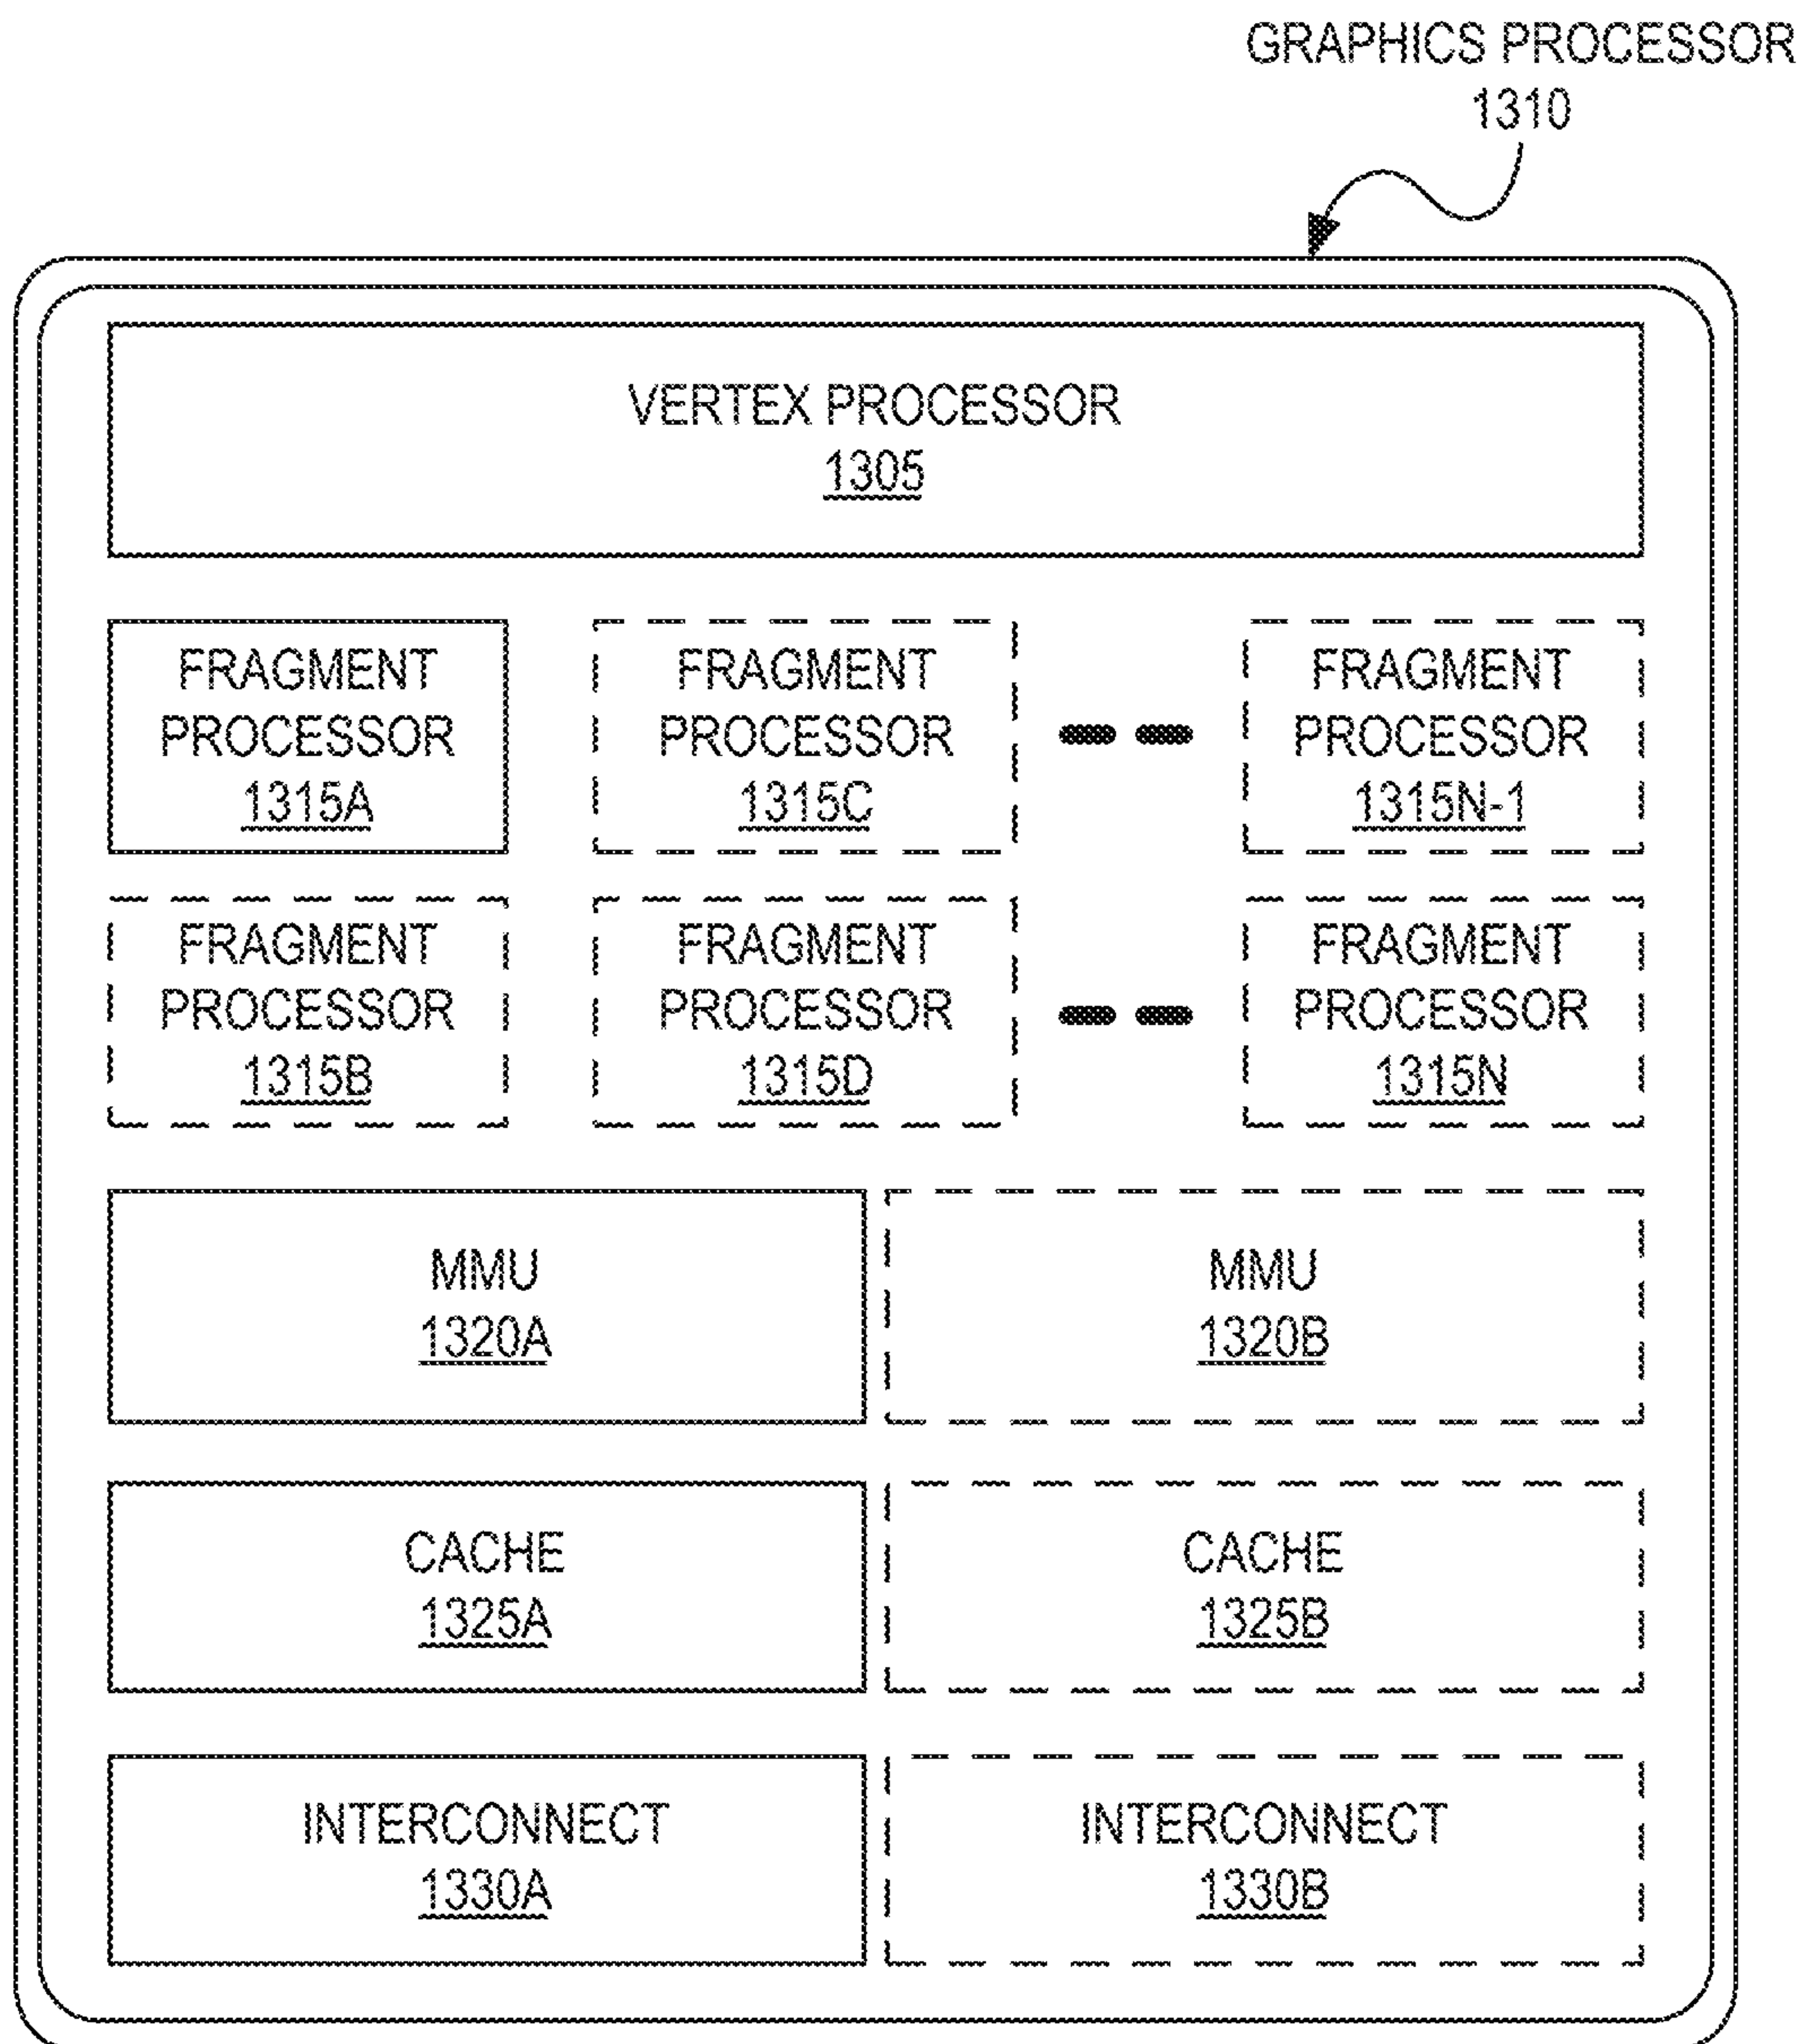 GRAPHICS PROCESSOR
1310
VERTEX PROCESSOR
1305
FRAGMENT
PROCESSOR
1315A
FRAGMENT
PROCESSOR
1315C
FRAGMENT
PROCESSOR
1315N-1
FRAGMENT
PROCESSOR
1315B
FRAGMENT
PROCESSOR
1315D
FRAGMENT
PROCESSOR
1315N
MMU
1320A
MMU
1320B
CACHE
1325A
CACHE
1325B
INTERCONNECT
1330A
INTERCONNECT
1330B